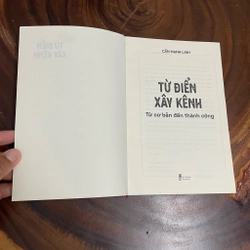 CẤN MẠNH LINH
TỪ ĐIỂN
XÂY KÊNH
Từ cơ bản đến thành công